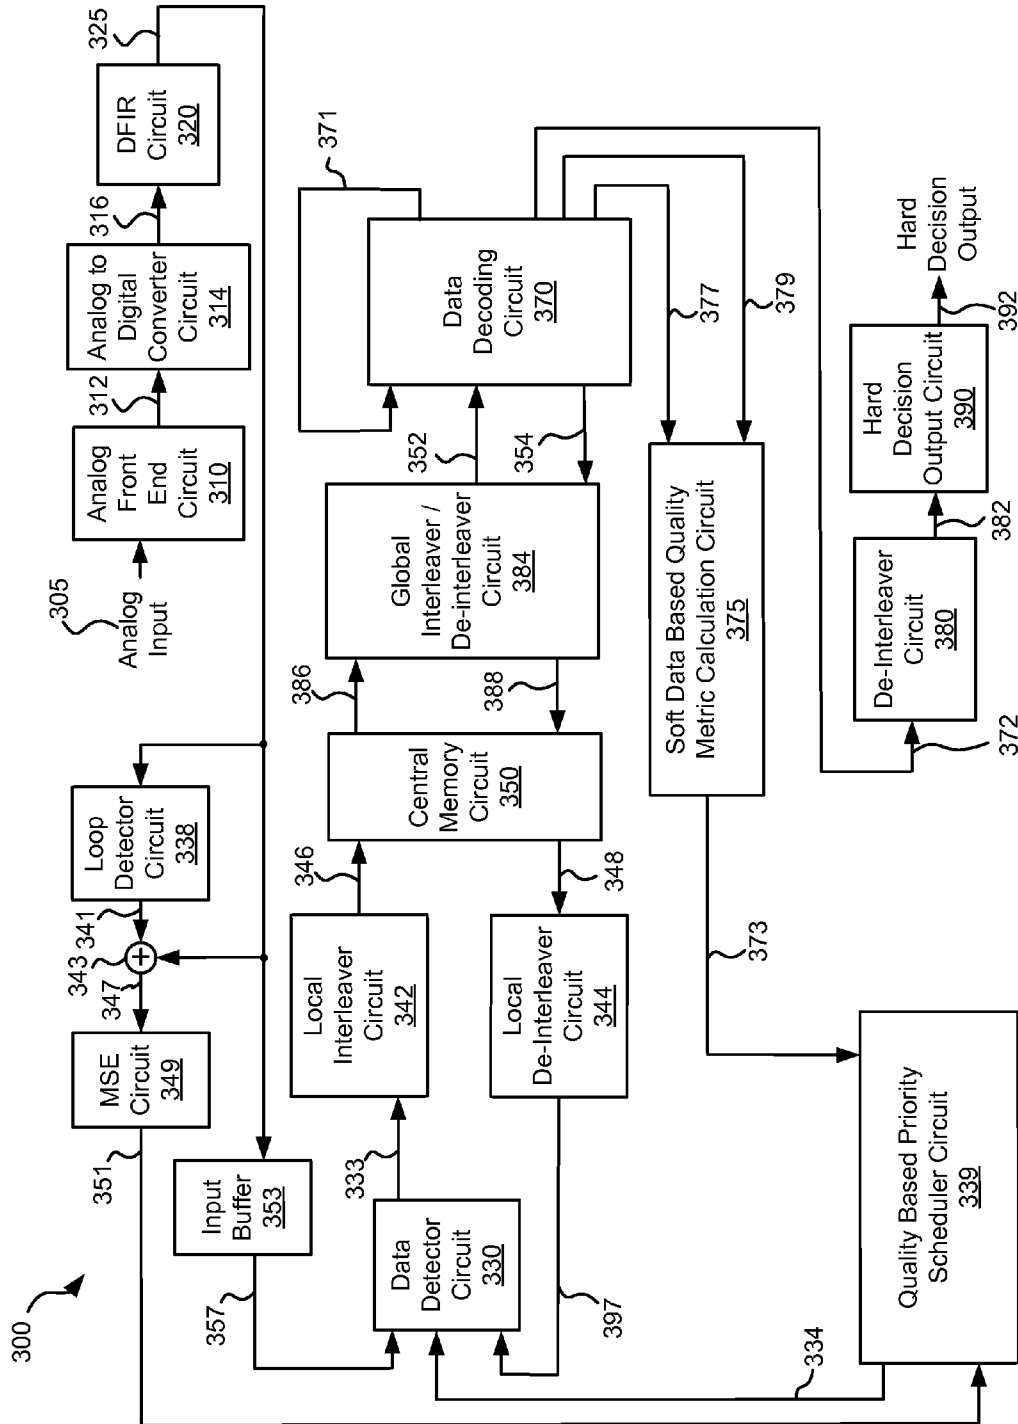 300
305
Analog
Input
Analog
Front
End
Circuit
310
312
Analog to
Digital
Converter
Circuit
314
316
DFIR
Circuit
320
325
351
MSE
Circuit
349
347
343
341
Loop
Detector
Circuit
338
Input
Buffer
353
357
Data
Detector
Circuit
330
333
Local
Interleaver
Circuit
342
346
Central
Memory
Circuit
350
386
388
348
Local
De-Interleaver
Circuit
344
397
334
Global
Interleaver /
De-interleaver
Circuit
384
352
354
Data
Decoding
Circuit
370
371
377
379
Soft Data Based Quality
Metric Calculation Circuit
375
373
Quality Based Priority
Scheduler Circuit
339
372
De-Interleaver
Circuit
380
382
Hard
Decision
Output Circuit
390
392
Hard
Decision
Output